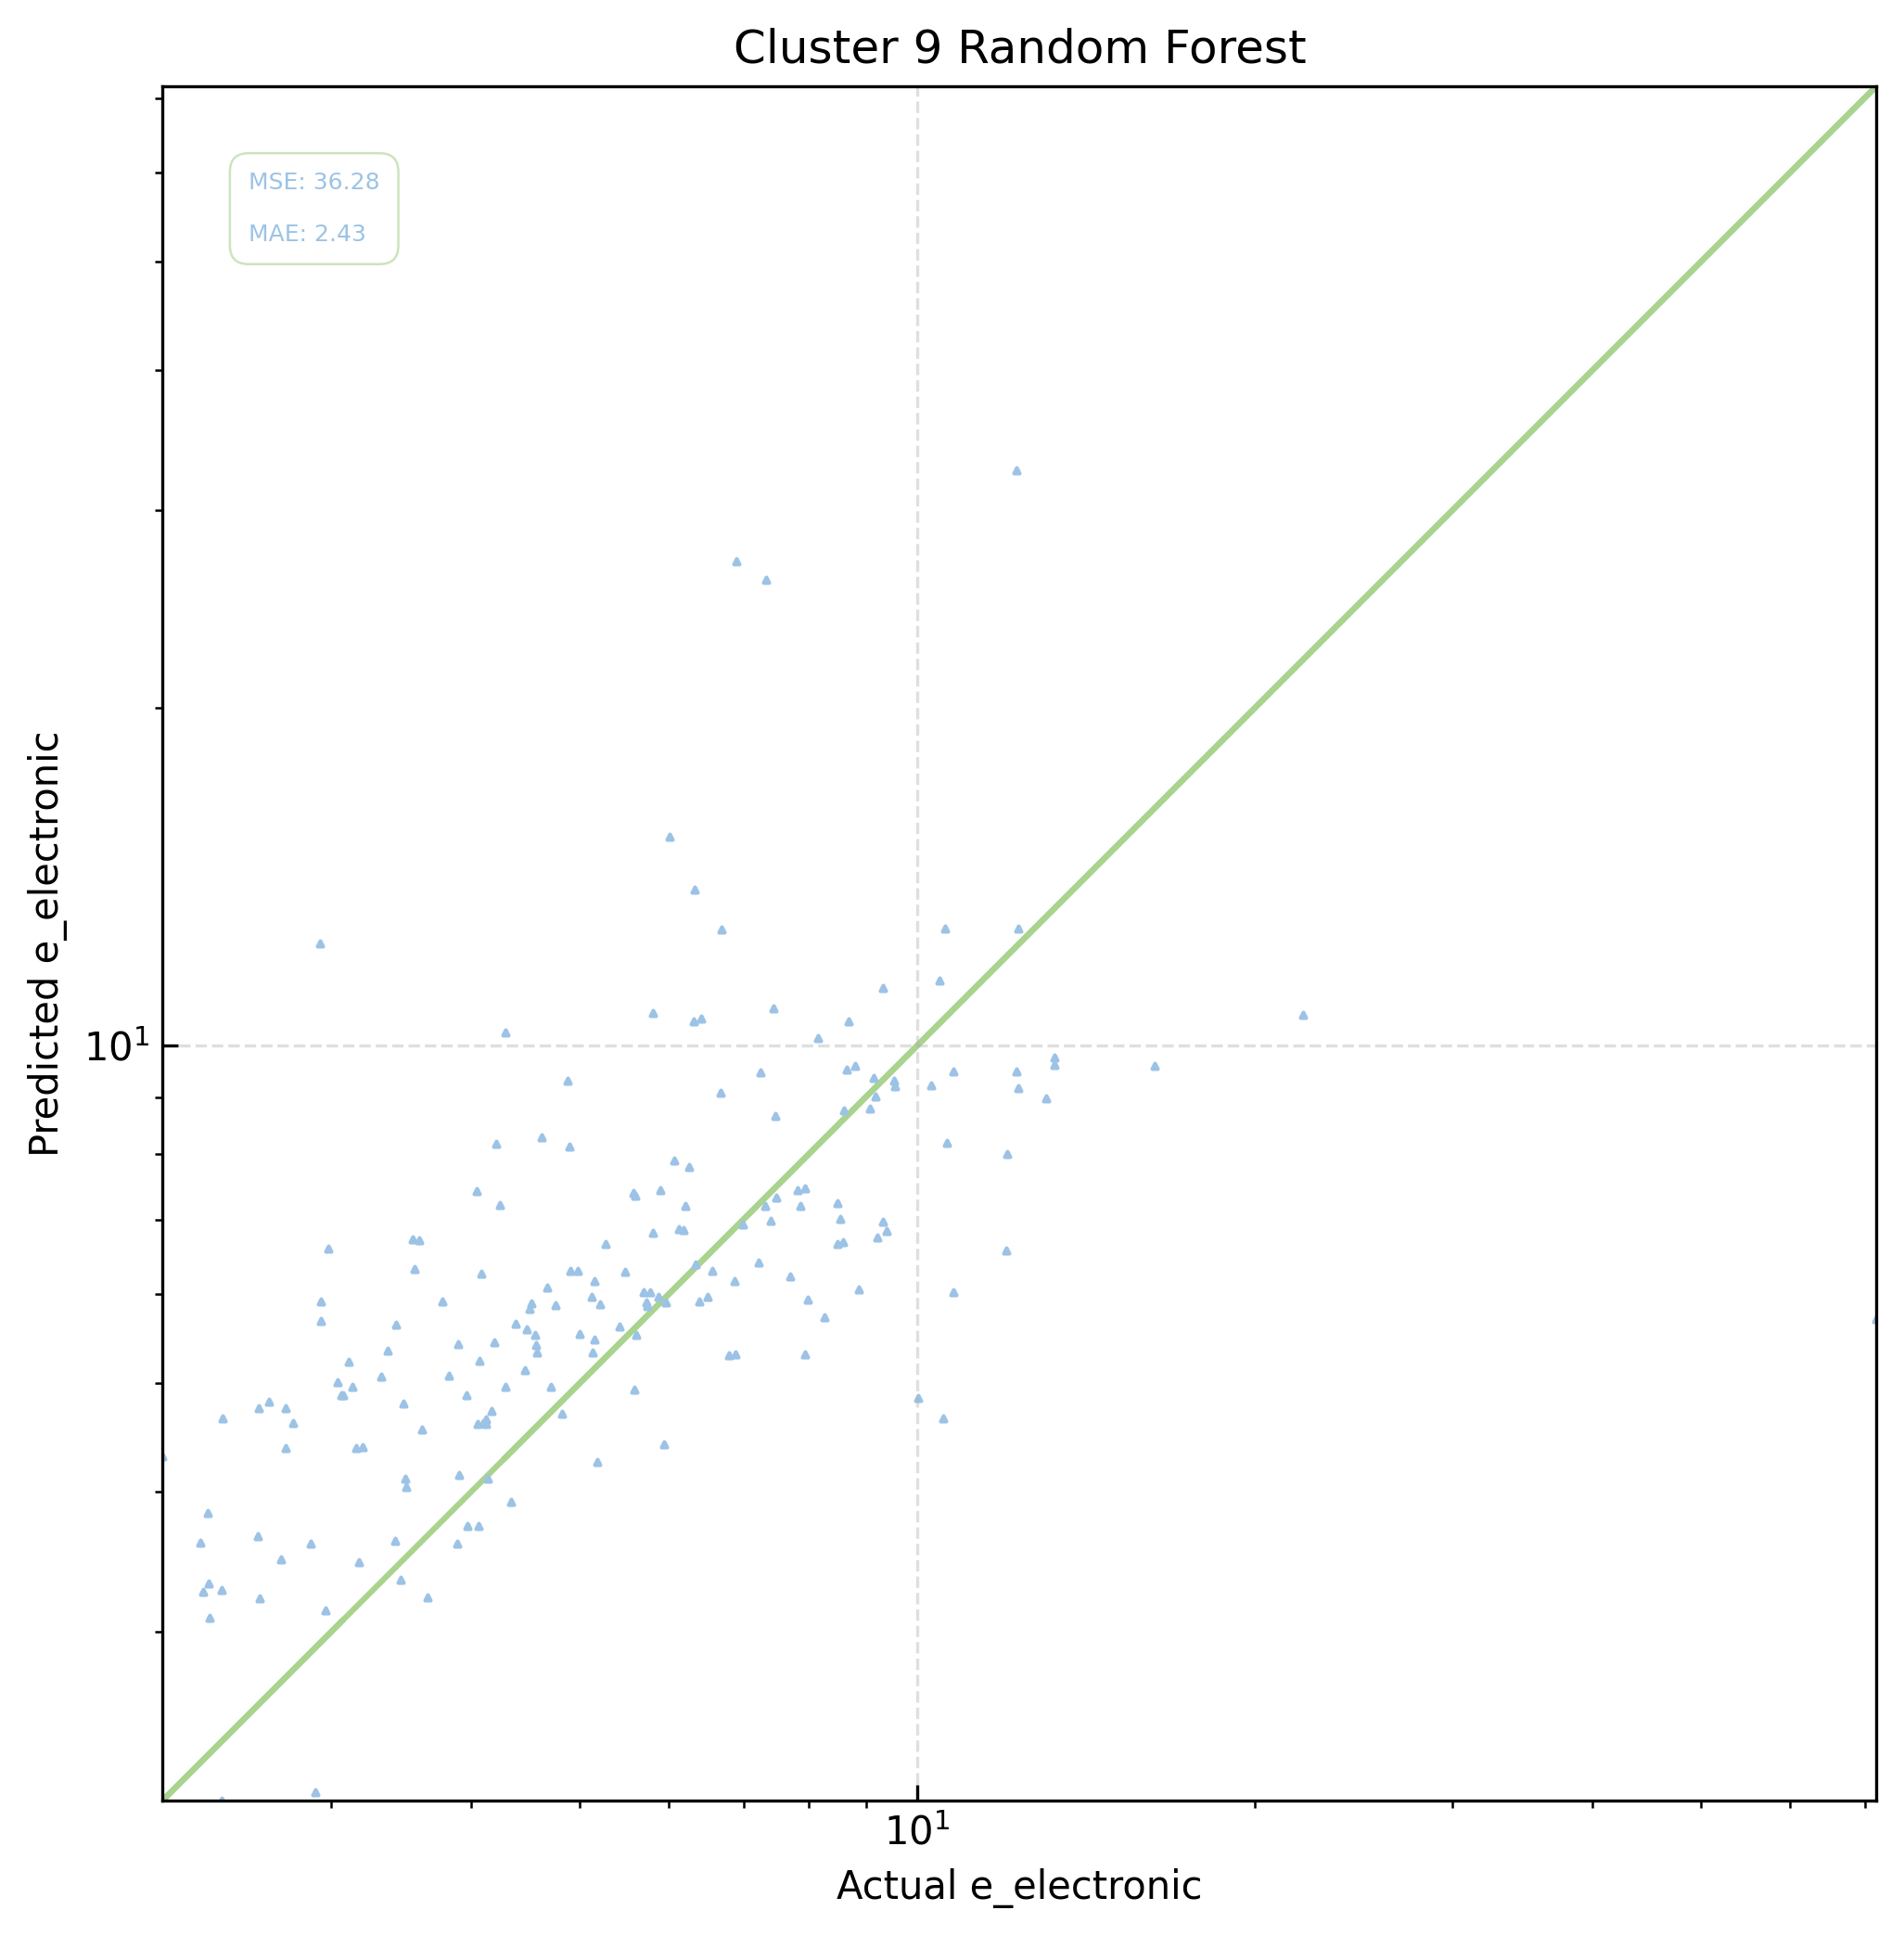 Cluster 9 Random Forest
MSE: 36.28
MAE: 2.43
Predicted e_electronic
10¹
10¹
Actual e_electronic